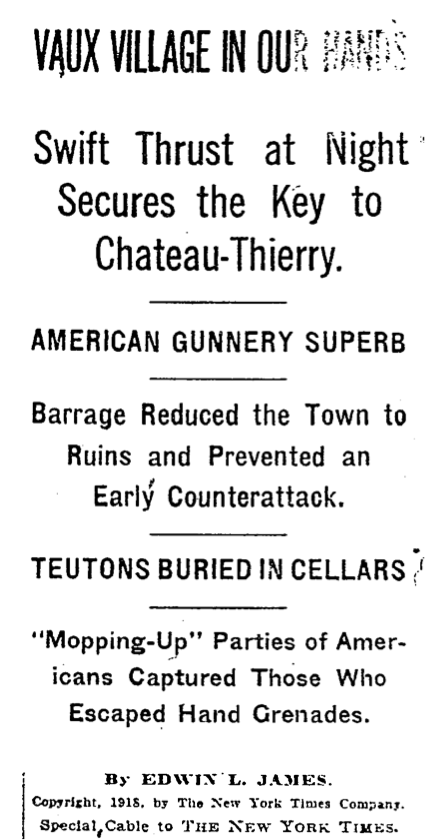 VAUX VILLAGE IN OUR HANDS
Swift Thrust at Night
Secures the Key to
Chateau-Thierry.
AMERICAN GUNNERY SUPERB
Barrage Reduced the Town to
Ruins and Prevented an
Early Counterattack.
TEUTONS BURIED IN CELLARS
"Mopping-Up" Parties of Amer-
icans Captured Those Who
Escaped Hand Grenades.
By EDWIN L. JAMES.
Copyright, 1918, by The New York Times Company.
Special Cable to THE NEW YORK TIMES.